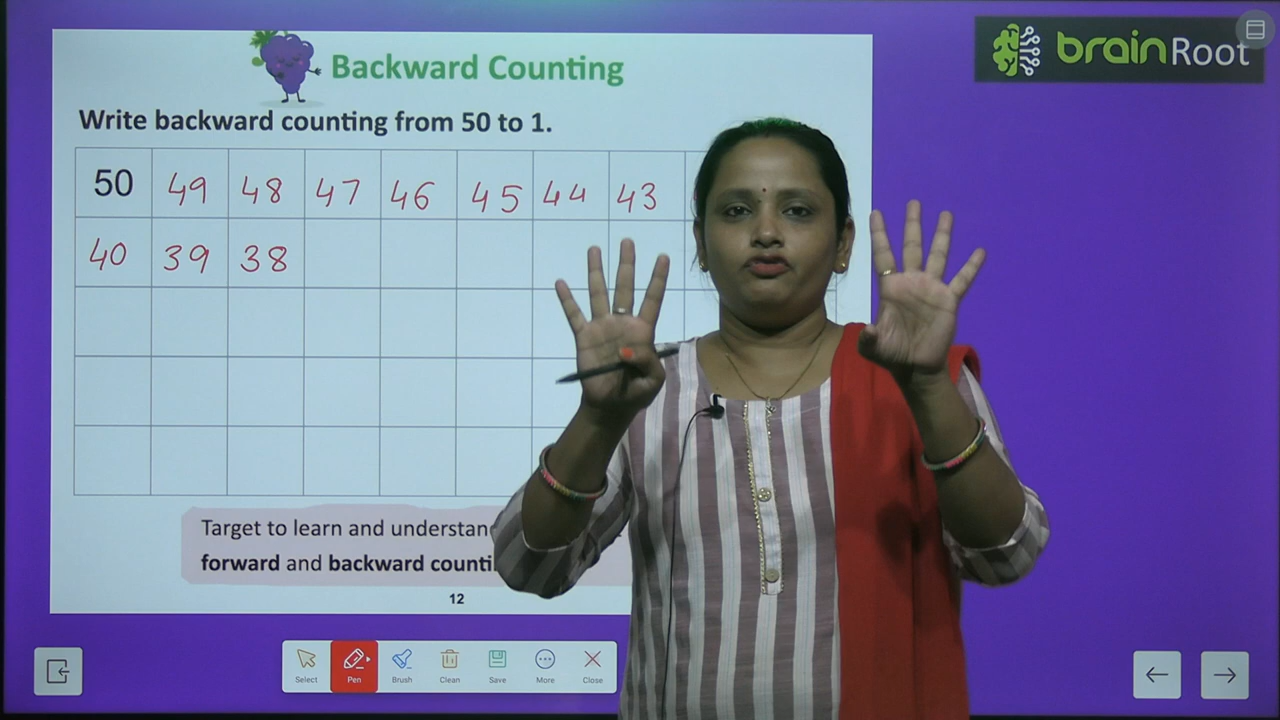 Backward Counting
brainRoot
Write backward counting from 50 to 1.
50 49 48 47 46 45 44 43
40 39 38
Target to learn and understand
forward and backward counti
12
Select Pen Brush Clean Save More Close